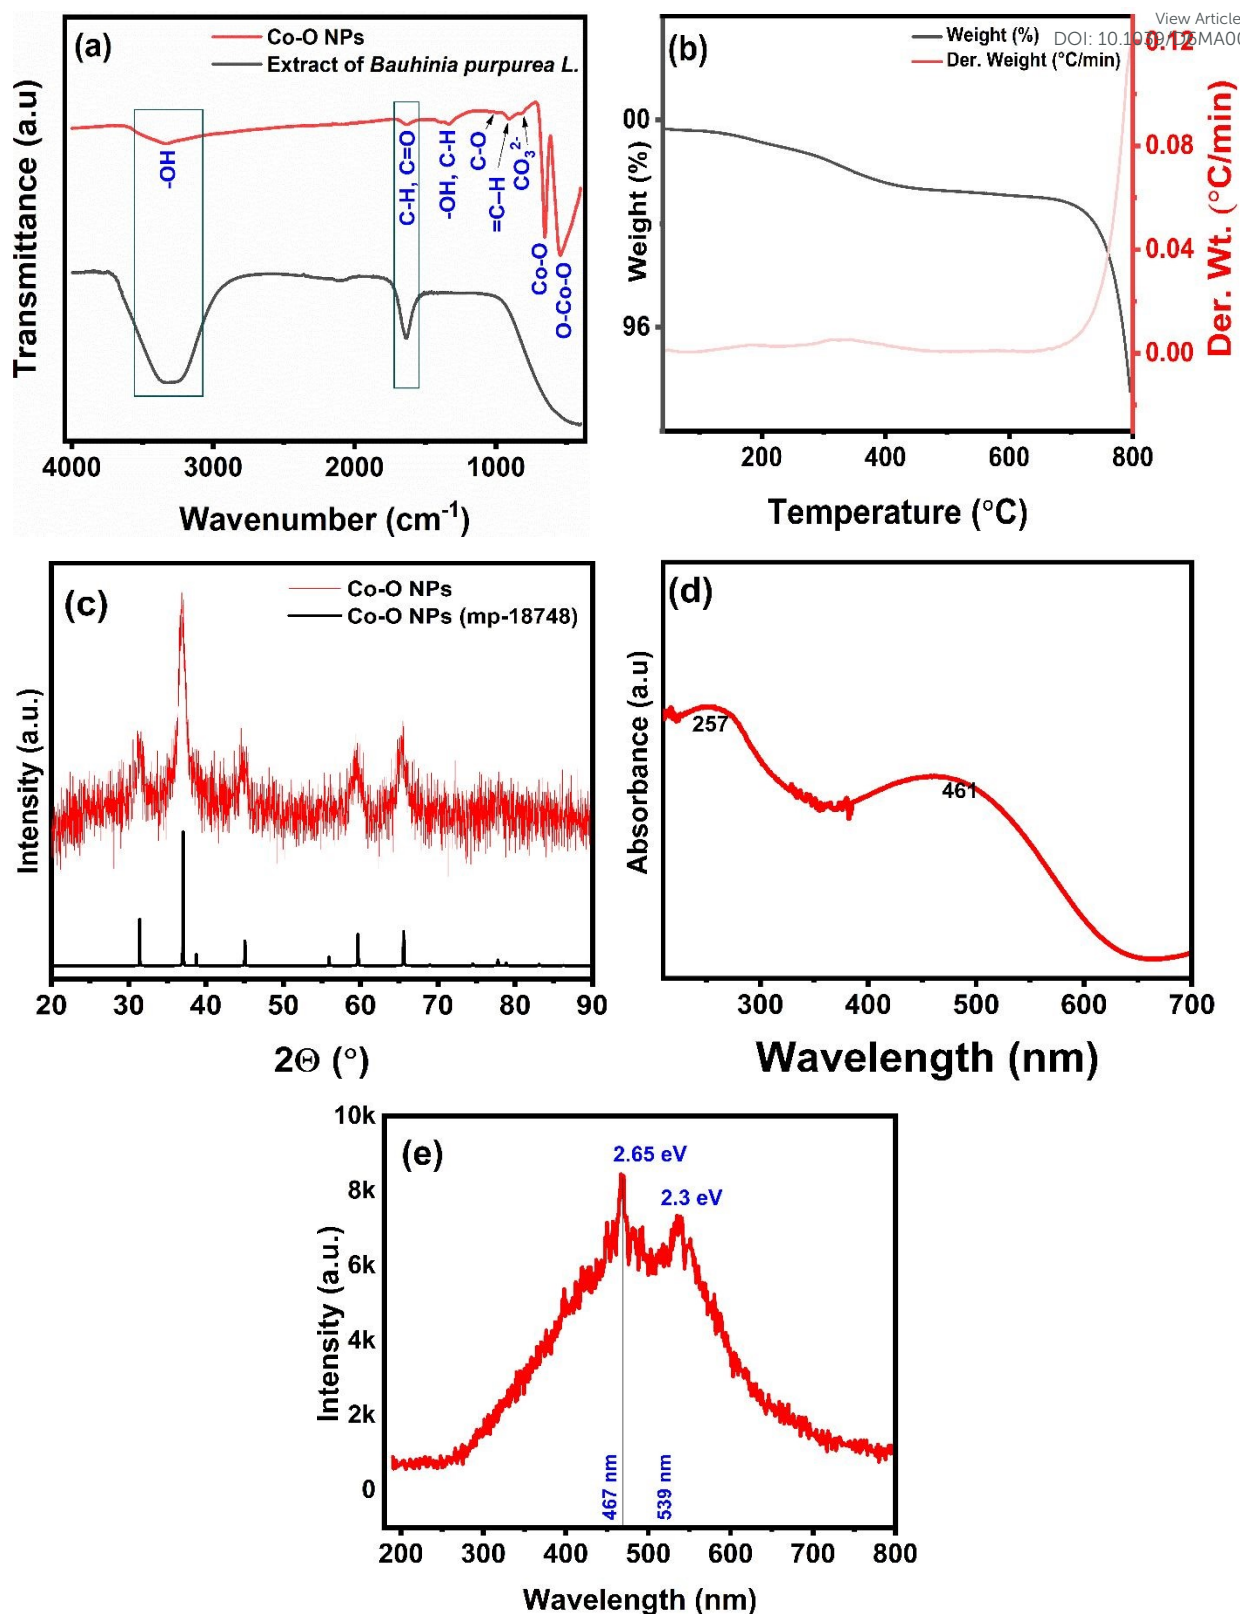 View Article
DOI: 10.1039/D5MA00
(a)
Co-O NPs
Extract of Bauhinia purpurea L.
Transmittance (a.u)
-OH
C-H, C=O
-OH, C-H
C-O
=C–H
CO₃²⁻
Co-O
O-Co-O
4000 3000 2000 1000
Wavenumber (cm⁻¹)
(b)
Weight (%)
Der. Weight (°C/min)
Weight (%)
00
96
0.12
0.08
0.04
0.00
Der. Wt. (°C/min)
200 400 600 800
Temperature (°C)
(c)
Co-O NPs
Co-O NPs (mp-18748)
Intensity (a.u.)
20 30 40 50 60 70 80 90
2Θ (°)
(d)
Absorbance (a.u)
257
461
300 400 500 600 700
Wavelength (nm)
(e)
2.65 eV
2.3 eV
10k
8k
6k
4k
2k
0
Intensity (a.u.)
467 nm
539 nm
200 300 400 500 600 700 800
Wavelength (nm)